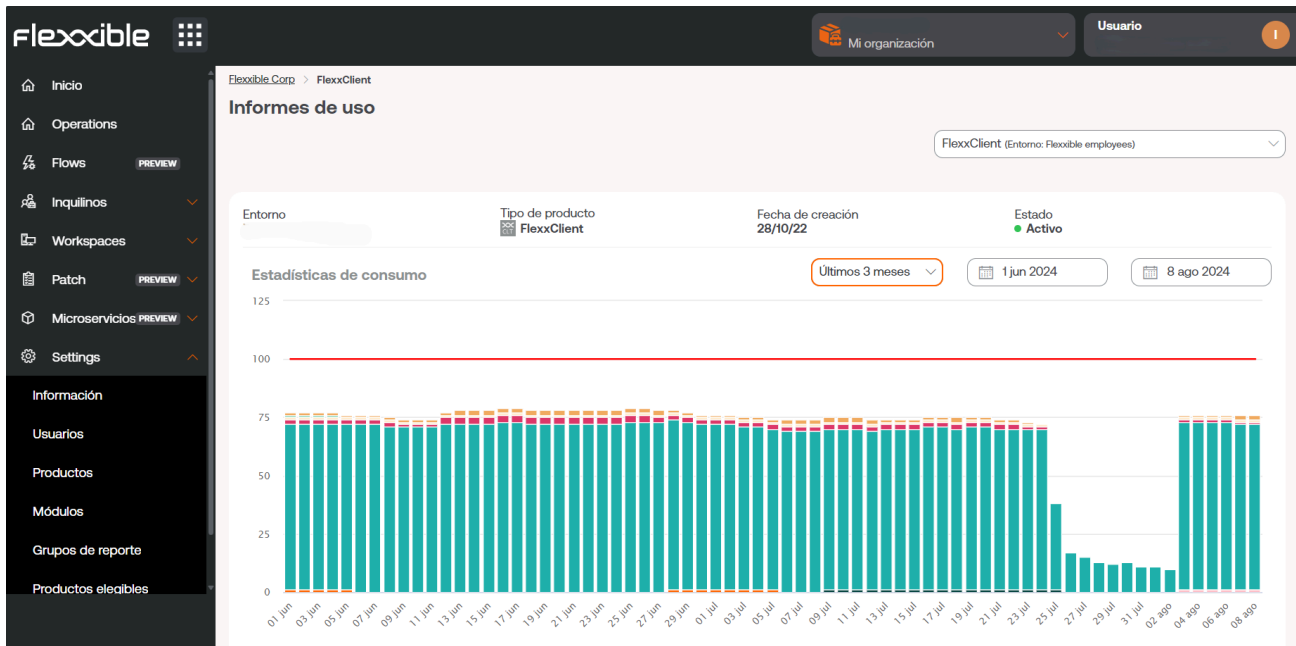 Flexxible
Mi organización
Usuario
I
Inicio
Operations
Flows PREVIEW
Inquilinos
Workspaces
Patch PREVIEW
Microservicios PREVIEW
Settings
Información
Usuarios
Productos
Módulos
Grupos de reporte
Productos elegibles
Flexxible Corp > FlexxClient
Informes de uso
FlexxClient (Entorno: Flexxible employees)
Entorno
Tipo de producto
FlexxClient
Fecha de creación
28/10/22
Estado
Activo
Estadísticas de consumo
Últimos 3 meses
1 jun 2024
8 ago 2024
125
100
75
50
25
0
01 jun
03 jun
05 jun
07 jun
09 jun
11 jun
13 jun
15 jun
17 jun
19 jun
21 jun
23 jun
25 jun
27 jun
29 jun
01 jul
03 jul
05 jul
07 jul
09 jul
11 jul
13 jul
15 jul
17 jul
19 jul
21 jul
23 jul
25 jul
27 jul
29 jul
31 jul
02 ago
04 ago
06 ago
08 ago